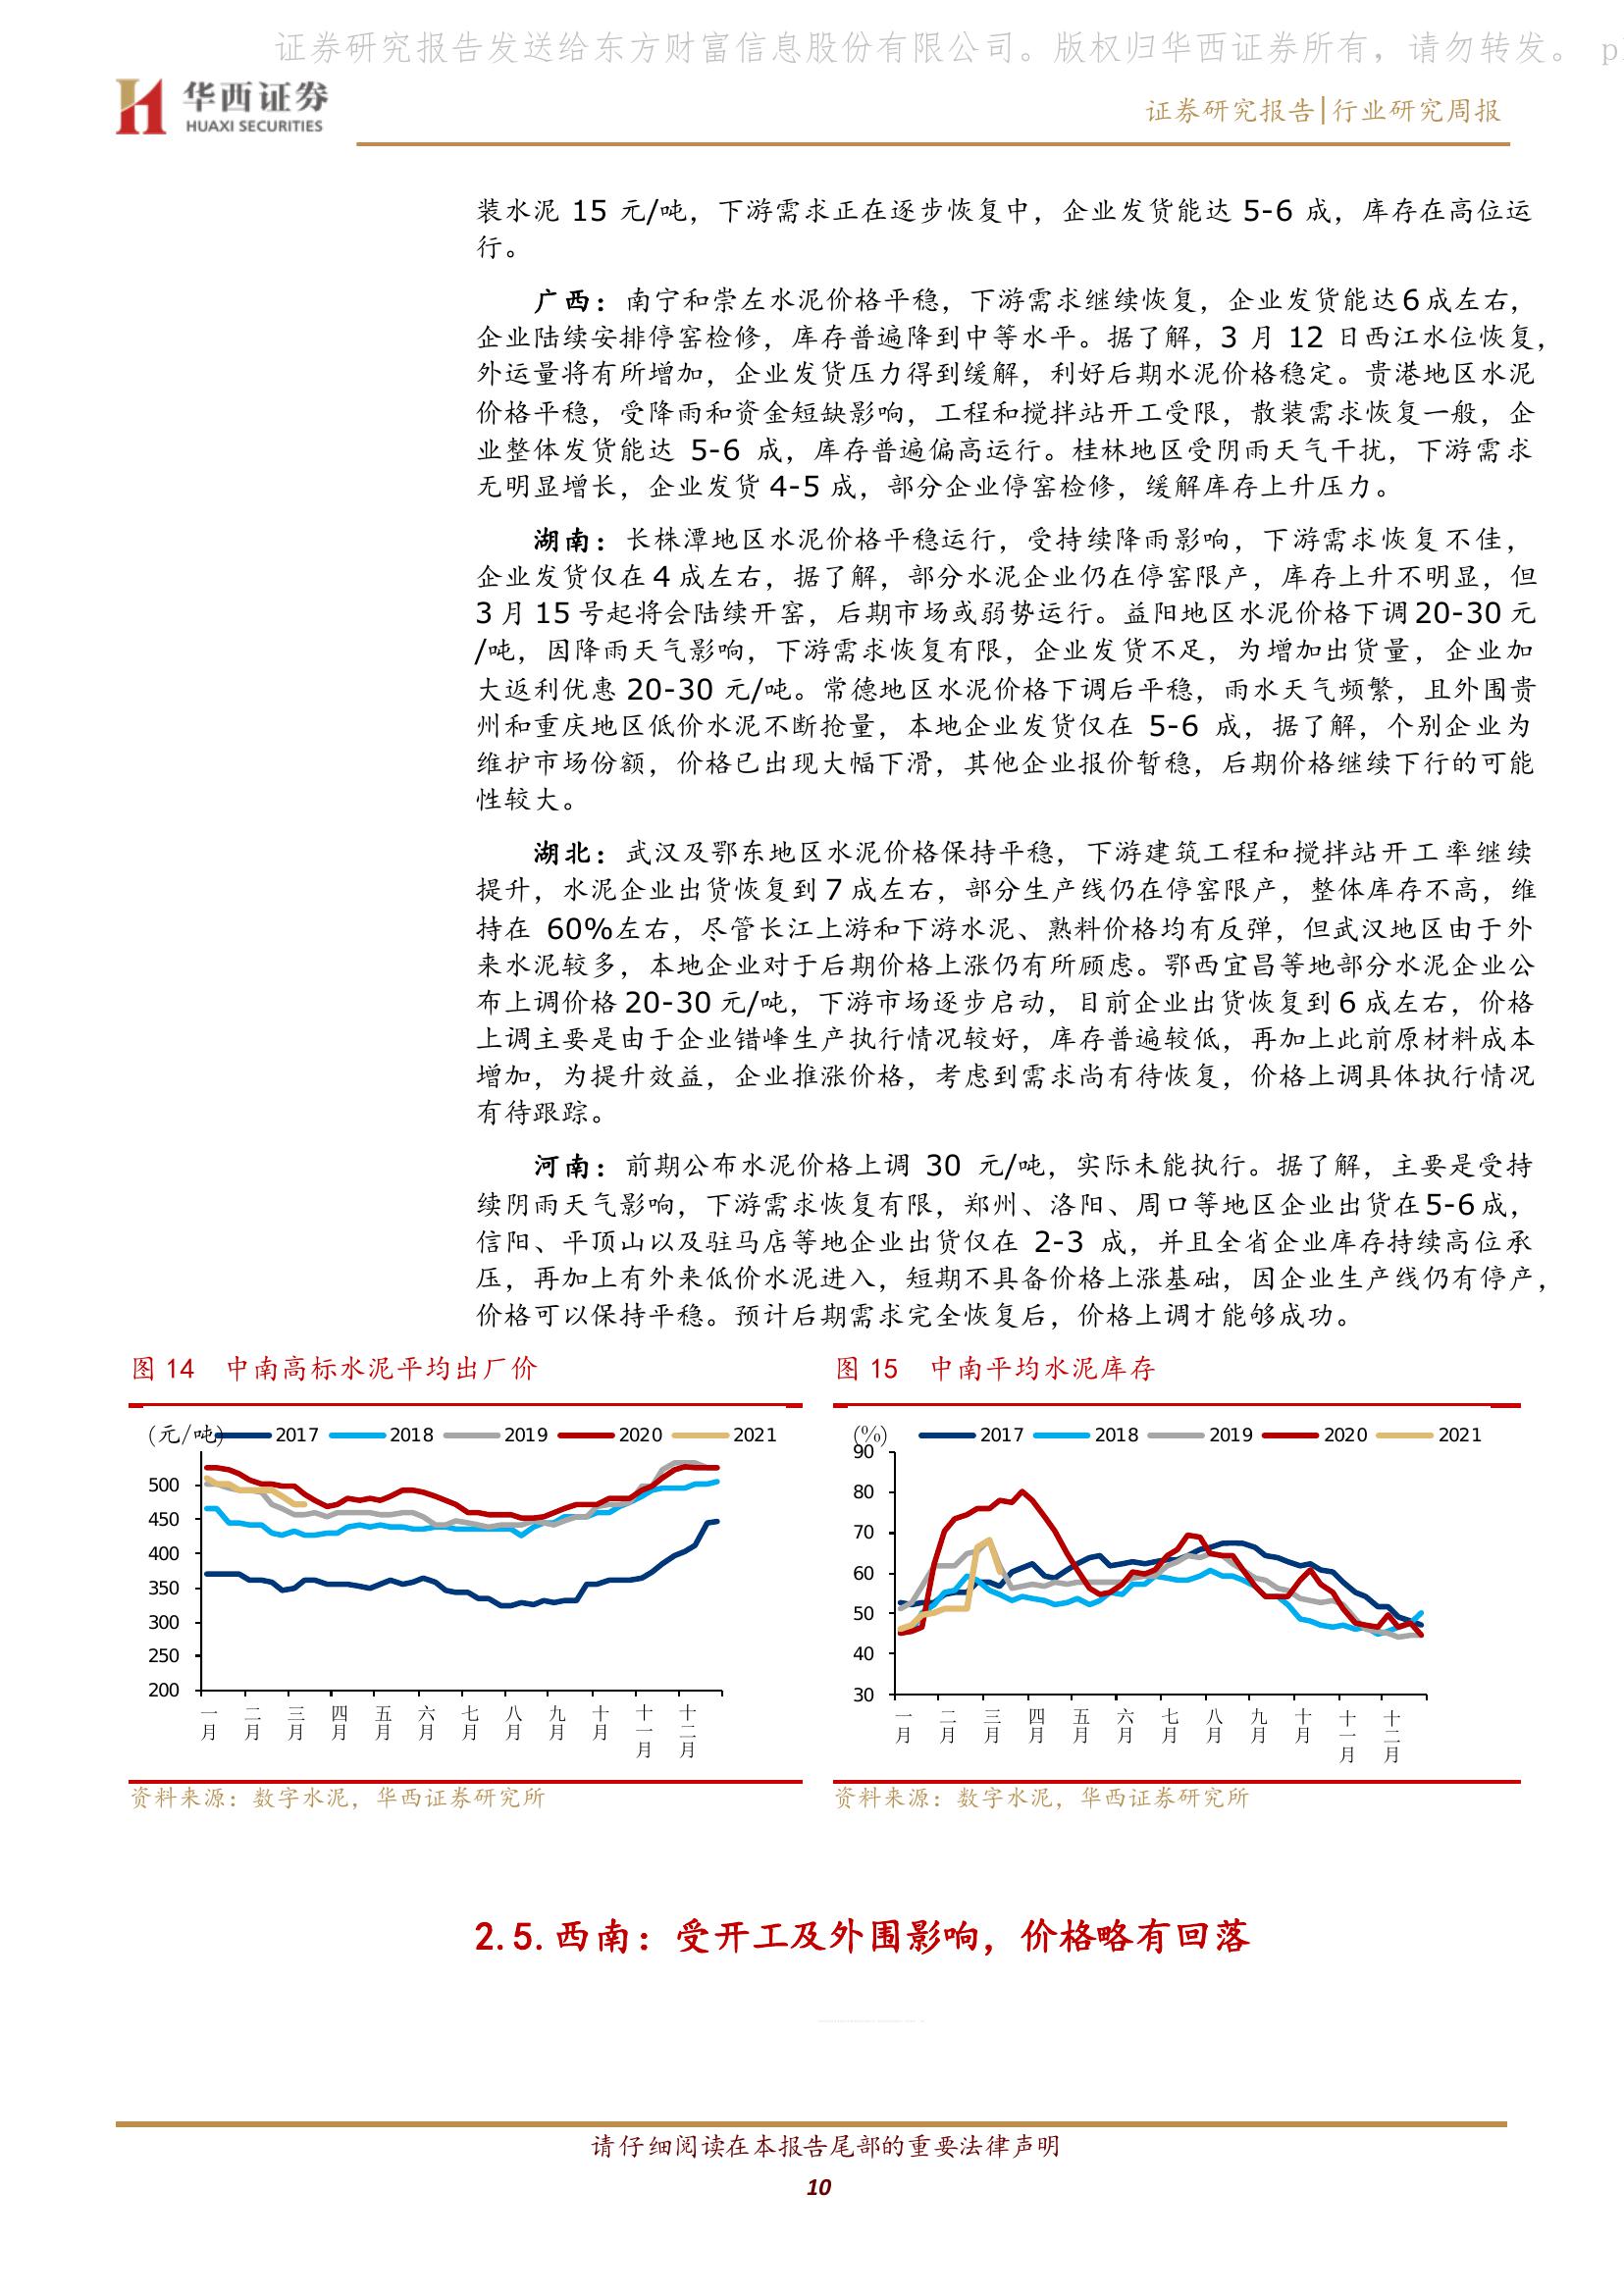 证券研究报告发送给东方财富信息股份有限公司。版权归华西证券所有，请勿转发。 p
华西证券
HUAXI SECURITIES
证券研究报告|行业研究周报
装水泥 15 元/吨，下游需求正在逐步恢复中，企业发货能达 5-6 成，库存在高位运
行。
广西：南宁和崇左水泥价格平稳，下游需求继续恢复，企业发货能达 6 成左右，
企业陆续安排停窑检修，库存普遍降到中等水平。据了解，3 月 12 日西江水位恢复，
外运量将有所增加，企业发货压力得到缓解，利好后期水泥价格稳定。贵港地区水泥
价格平稳，受降雨和资金短缺影响，工程和搅拌站开工受限，散装需求恢复一般，企
业整体发货能达 5-6 成，库存普遍偏高运行。桂林地区受阴雨天气干扰，下游需求
无明显增长，企业发货 4-5 成，部分企业停窑检修，缓解库存上升压力。
湖南：长株潭地区水泥价格平稳运行，受持续降雨影响，下游需求恢复不佳，
企业发货仅在 4 成左右，据了解，部分水泥企业仍在停窑限产，库存上升不明显，但
3 月 15 号起将会陆续开窑，后期市场或弱势运行。益阳地区水泥价格下调 20-30 元
/吨，因降雨天气影响，下游需求恢复有限，企业发货不足，为增加出货量，企业加
大返利优惠 20-30 元/吨。常德地区水泥价格下调后平稳，雨水天气频繁，且外围贵
州和重庆地区低价水泥不断抢量，本地企业发货仅在 5-6 成，据了解，个别企业为
维护市场份额，价格已出现大幅下滑，其他企业报价暂稳，后期价格继续下行的可能
性较大。
湖北：武汉及鄂东地区水泥价格保持平稳，下游建筑工程和搅拌站开工率继续
提升，水泥企业出货恢复到 7 成左右，部分生产线仍在停窑限产，整体库存不高，维
持在 60%左右，尽管长江上游和下游水泥、熟料价格均有反弹，但武汉地区由于外
来水泥较多，本地企业对于后期价格上涨仍有所顾虑。鄂西宜昌等地部分水泥企业公
布上调价格 20-30 元/吨，下游市场逐步启动，目前企业出货恢复到 6 成左右，价格
上调主要是由于企业错峰生产执行情况较好，库存普遍较低，再加上此前原材料成本
增加，为提升效益，企业推涨价格，考虑到需求尚有待恢复，价格上调具体执行情况
有待跟踪。
河南：前期公布水泥价格上调 30 元/吨，实际未能执行。据了解，主要是受持
续阴雨天气影响，下游需求恢复有限，郑州、洛阳、周口等地区企业出货在 5-6 成，
信阳、平顶山以及驻马店等地企业出货仅在 2-3 成，并且全省企业库存持续高位承
压，再加上有外来低价水泥进入，短期不具备价格上涨基础，因企业生产线仍有停产，
价格可以保持平稳。预计后期需求完全恢复后，价格上调才能够成功。
图 14 中南高标水泥平均出厂价
(元/吨) 2017 2018 2019 2020 2021
500
450
400
350
300
250
200
一月 二月 三月 四月 五月 六月 七月 八月 九月 十月 十一月 十二月
资料来源：数字水泥，华西证券研究所
图 15 中南平均水泥库存
(%) 2017 2018 2019 2020 2021
90
80
70
60
50
40
30
一月 二月 三月 四月 五月 六月 七月 八月 九月 十月 十一月 十二月
资料来源：数字水泥，华西证券研究所
2.5.西南：受开工及外围影响，价格略有回落
请仔细阅读在本报告尾部的重要法律声明
10